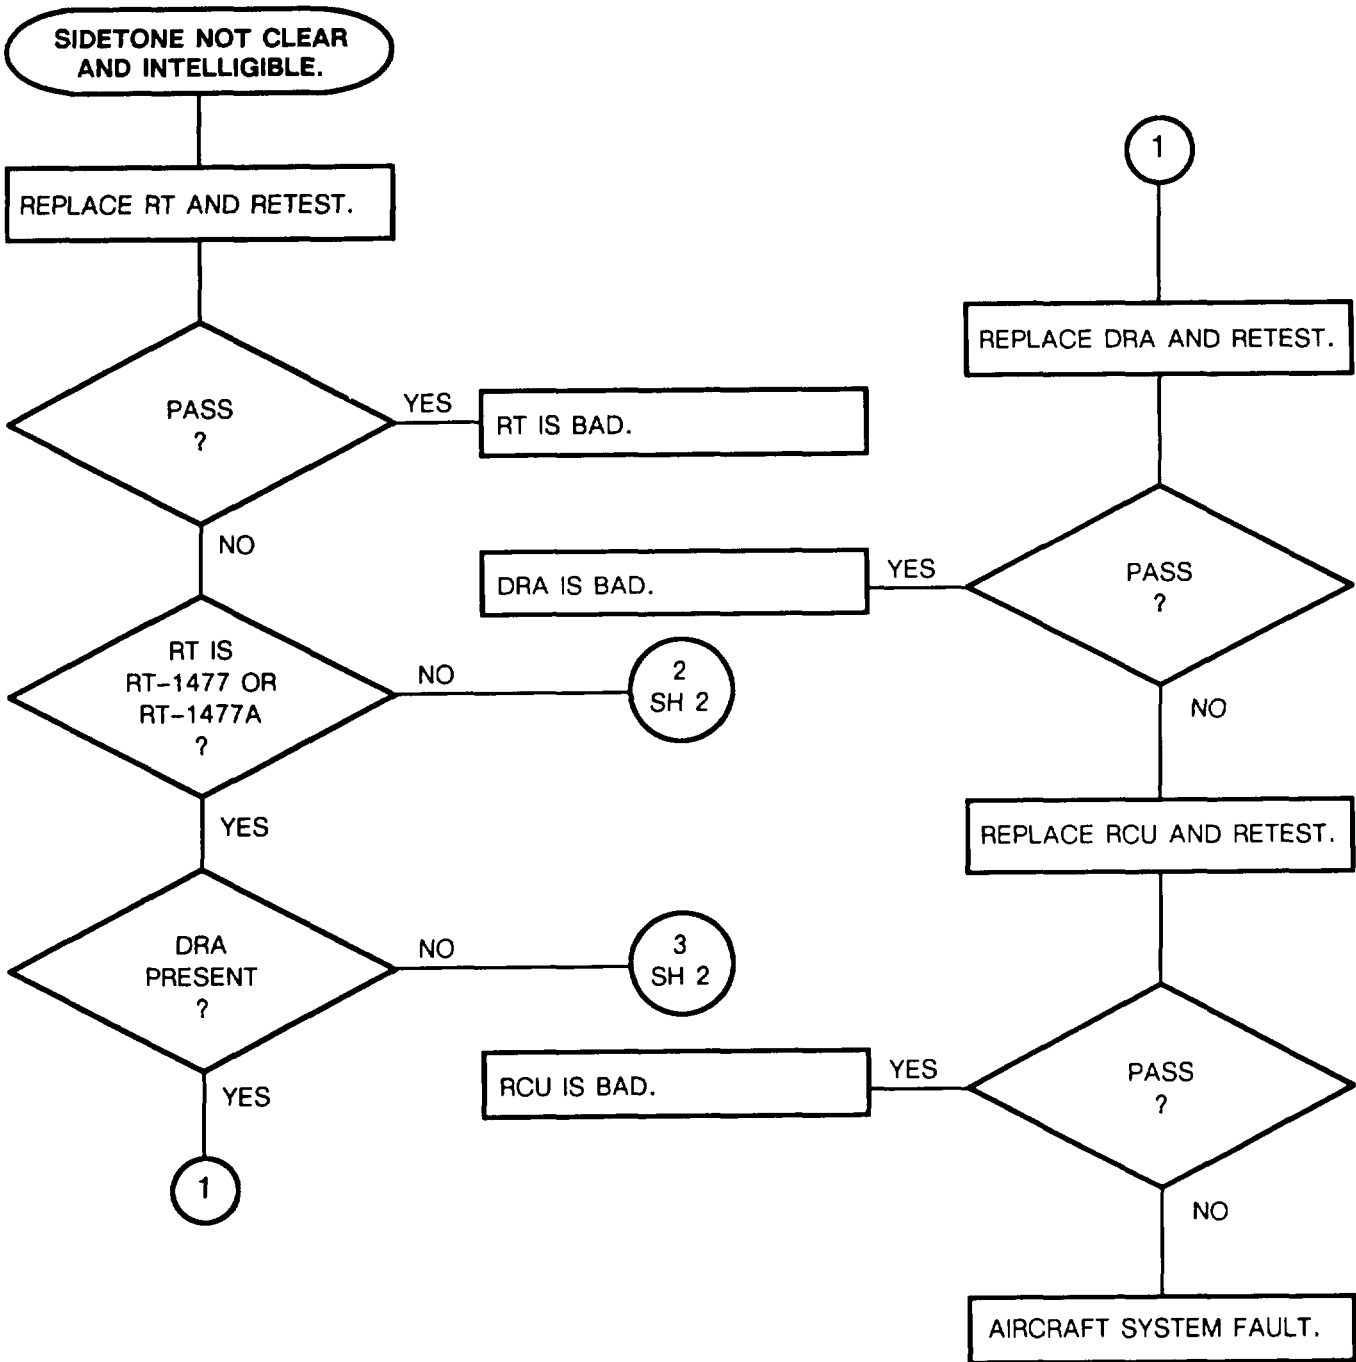 SIDETONE NOT CLEAR
AND INTELLIGIBLE.
REPLACE RT AND RETEST.
PASS
?
YES
RT IS BAD.
NO
RT IS
RT-1477 OR
RT-1477A
?
NO
2
SH 2
YES
DRA
PRESENT
?
NO
3
SH 2
YES
1
1
REPLACE DRA AND RETEST.
PASS
?
YES
DRA IS BAD.
NO
REPLACE RCU AND RETEST.
PASS
?
YES
RCU IS BAD.
NO
AIRCRAFT SYSTEM FAULT.